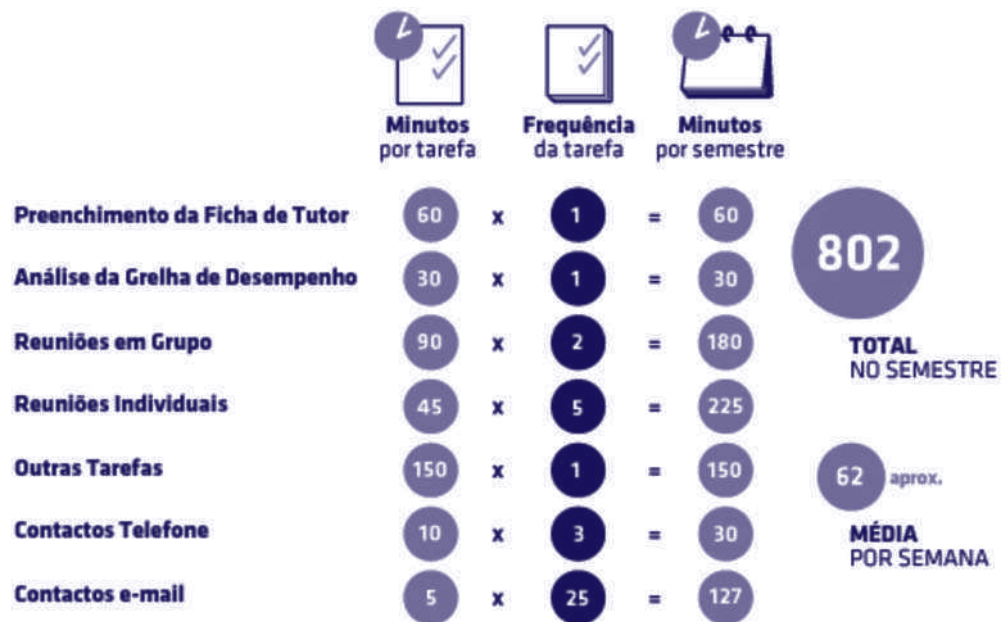 Minutos
por tarefa
Frequência
da tarefa
Minutos
por semestre
Preenchimento da Ficha de Tutor 60 x 1 = 60
Análise da Grelha de Desempenho 30 x 1 = 30
Reuniões em Grupo 90 x 2 = 180
Reuniões Individuais 45 x 5 = 225
Outras Tarefas 150 x 1 = 150
Contactos Telefone 10 x 3 = 30
Contactos e-mail 5 x 25 = 127
802
TOTAL
NO SEMESTRE
62 aprox.
MÉDIA
POR SEMANA